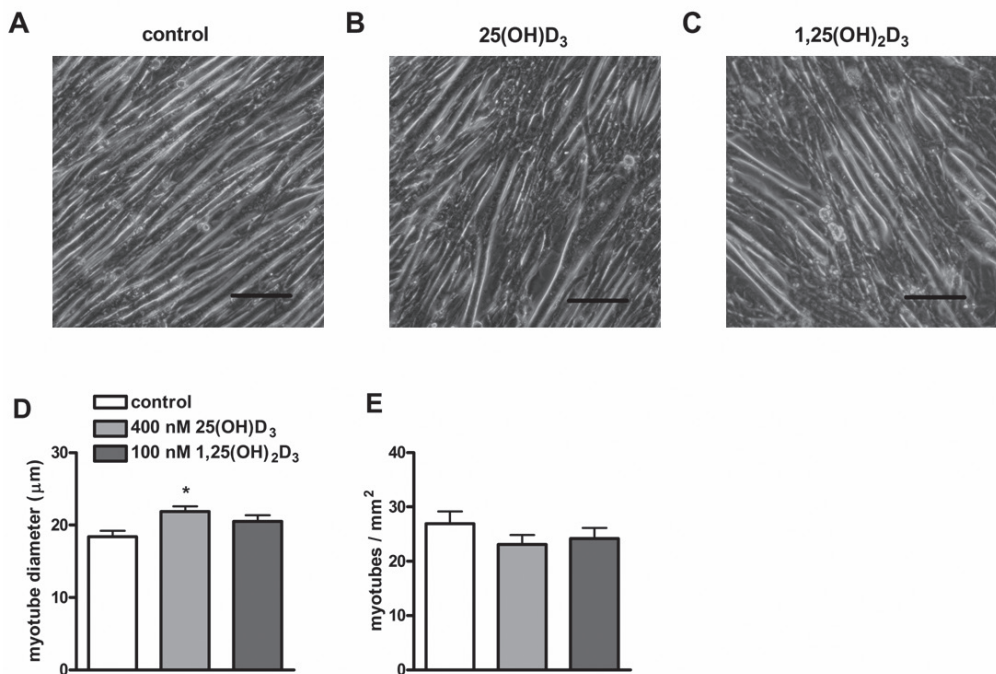 A
control
B
25(OH)D₃
C
1,25(OH)₂D₃
D
control
400 nM 25(OH)D₃
100 nM 1,25(OH)₂D₃
myotube diameter (μm)
30
20
10
0
*
E
myotubes / mm²
40
30
20
10
0